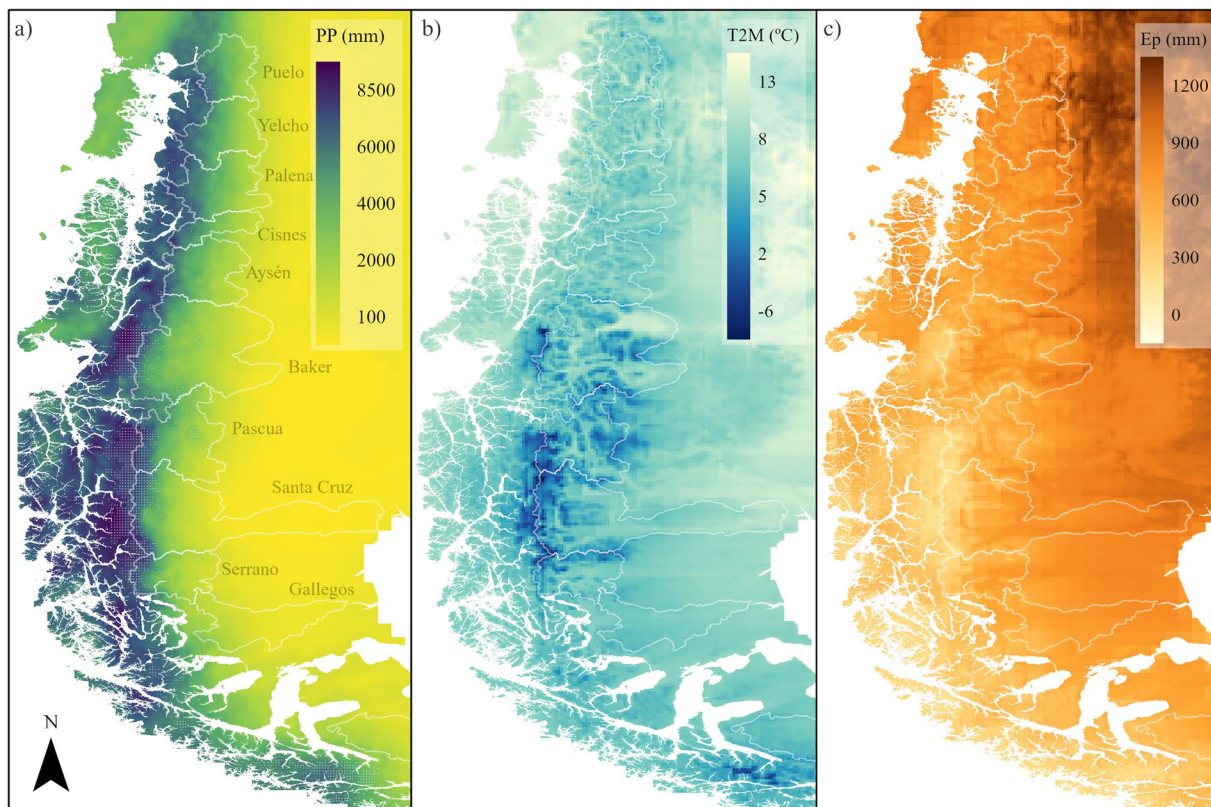 a)
PP (mm)
8500
6000
4000
2000
100
Puelo
Yelcho
Palena
Cisnes
Aysén
Baker
Pascua
Santa Cruz
Serrano
Gallegos
N
b)
T2M (ºC)
13
8
5
2
-6
c)
Ep (mm)
1200
900
600
300
0